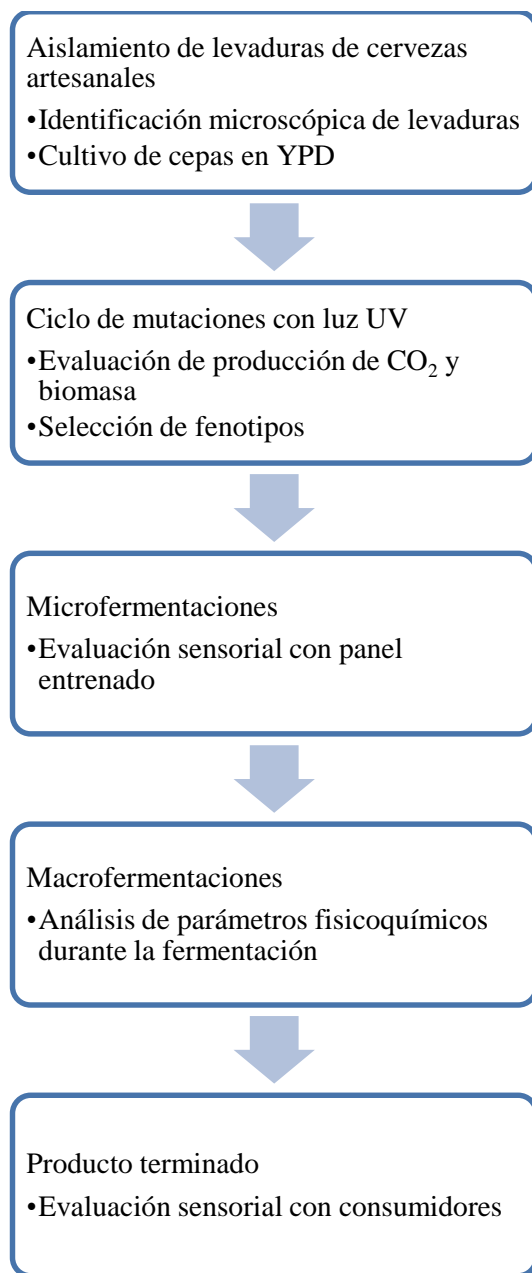 Aislamiento de levaduras de cervezas
artesanales
•Identificación microscópica de levaduras
•Cultivo de cepas en YPD
Ciclo de mutaciones con luz UV
•Evaluación de producción de CO₂ y
biomasa
•Selección de fenotipos
Microfermentaciones
•Evaluación sensorial con panel
entrenado
Macrofermentaciones
•Análisis de parámetros fisicoquímicos
durante la fermentación
Producto terminado
•Evaluación sensorial con consumidores